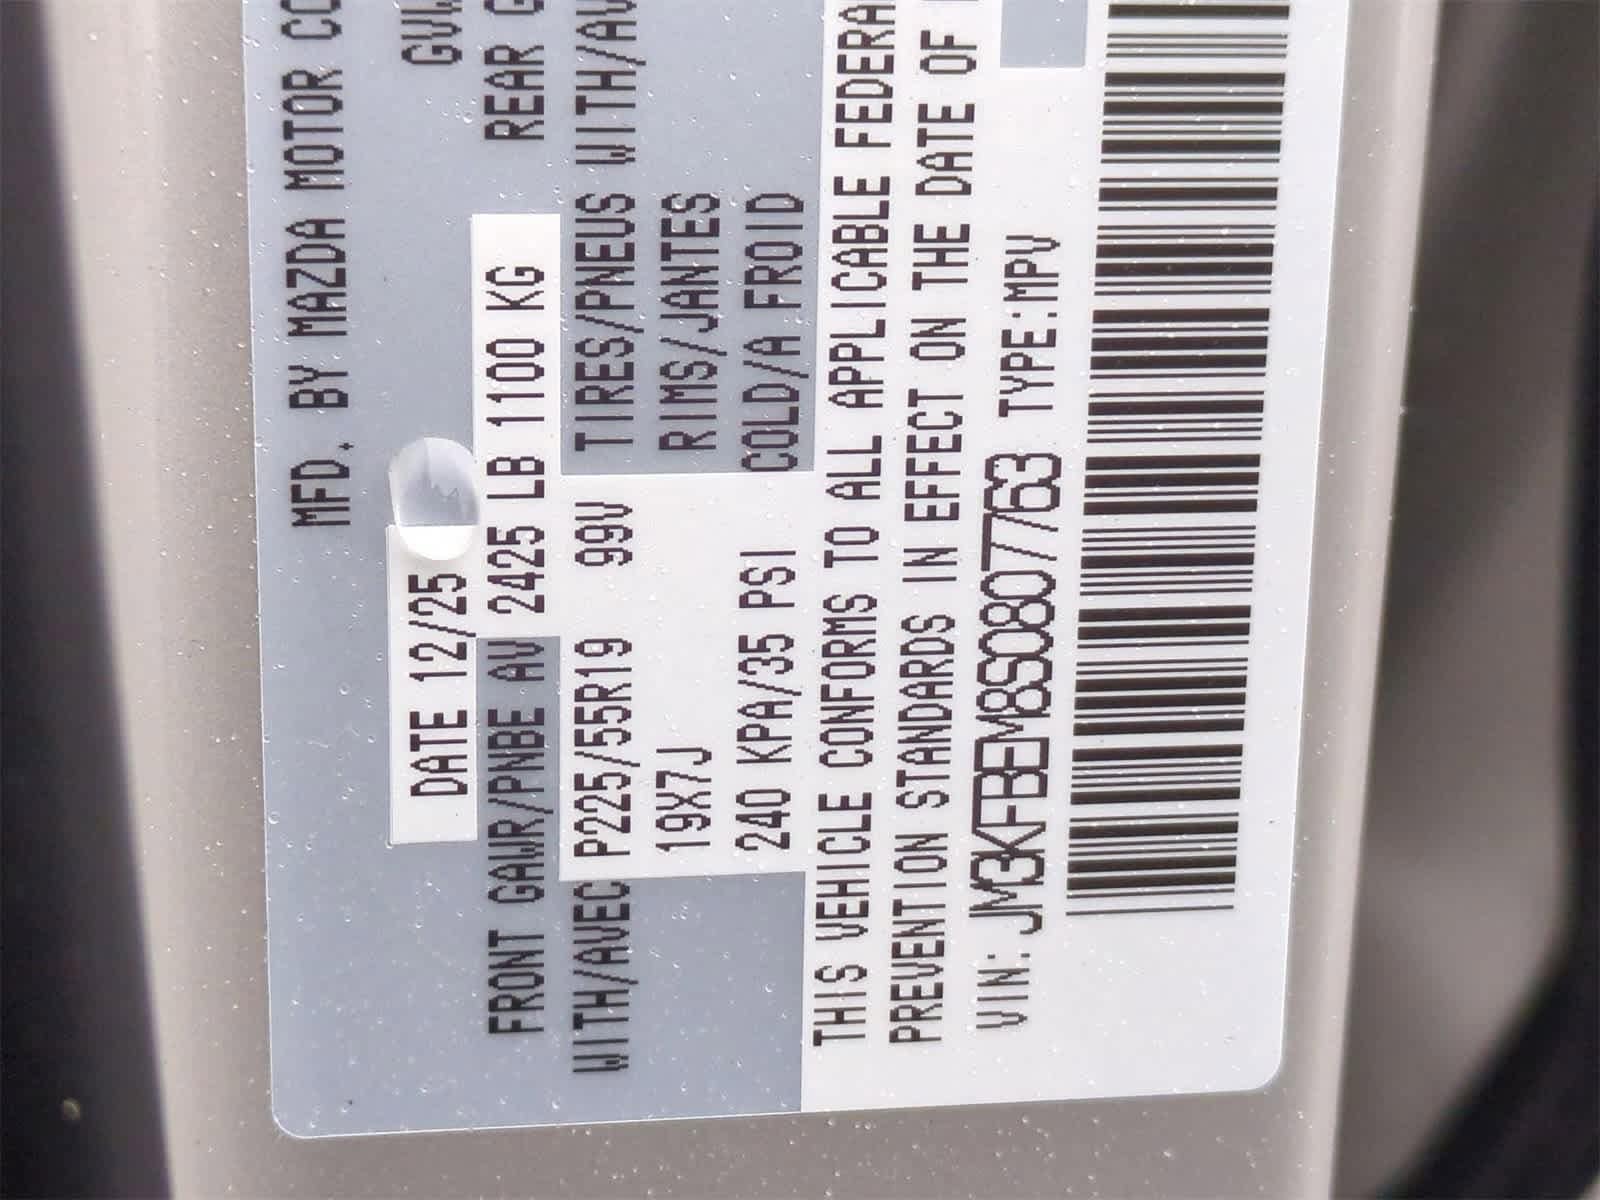 MFD. BY MAZDA MOTOR CO
DATE 12/25 GVW
FRONT GAWR/PNBE AV 2425 LB 1100 KG REAR G
WITH/AVEC P225/55R19 99V TIRES/PNEUS WITH/AV
19X7J RIMS/JANTES
240 KPA/35 PSI COLD/A FROID
THIS VEHICLE CONFORMS TO ALL APPLICABLE FEDERA
PREVENTION STANDARDS IN EFFECT ON THE DATE OF
VIN: JM3KFBEM8S0807763 TYPE:MPV